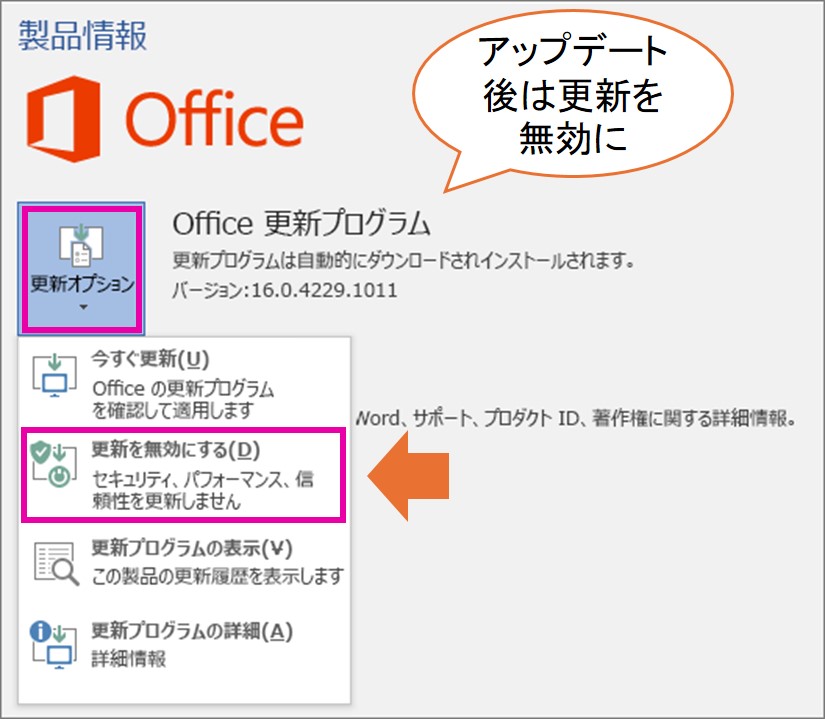 製品情報
アップデート
後は更新を
無効に
Office
更新オプション
Office 更新プログラム
更新プログラムは自動的にダウンロードされインストールされます。
バージョン:16.0.4229.1011
今すぐ更新(U)
Office の更新プログラム
を確認して適用します
Word、サポート、プロダクト ID、著作権に関する詳細情報。
更新を無効にする(D)
セキュリティ、パフォーマンス、信
頼性を更新しません
更新プログラムの表示(V)
この製品の更新履歴を表示します
更新プログラムの詳細(A)
詳細情報